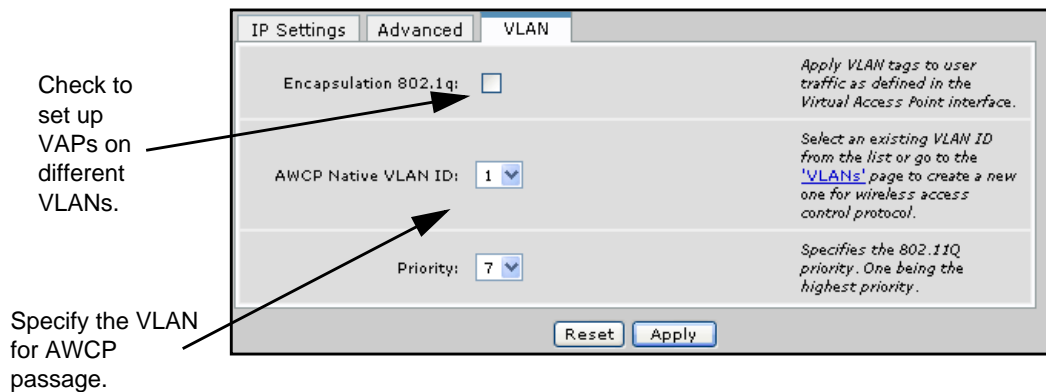 IP Settings
Advanced
VLAN
Check to
set up
VAPs on
different
VLANs.
Encapsulation 802.1q:
Apply VLAN tags to user
traffic as defined in the
Virtual Access Point interface.
AWCP Native VLAN ID:
1
Select an existing VLAN ID
from the list or go to the
'VLANs' page to create a new
one for wireless access
control protocol.
Priority:
7
Specifies the 802.11Q
priority. One being the
highest priority.
Specify the VLAN
for AWCP
passage.
Reset
Apply